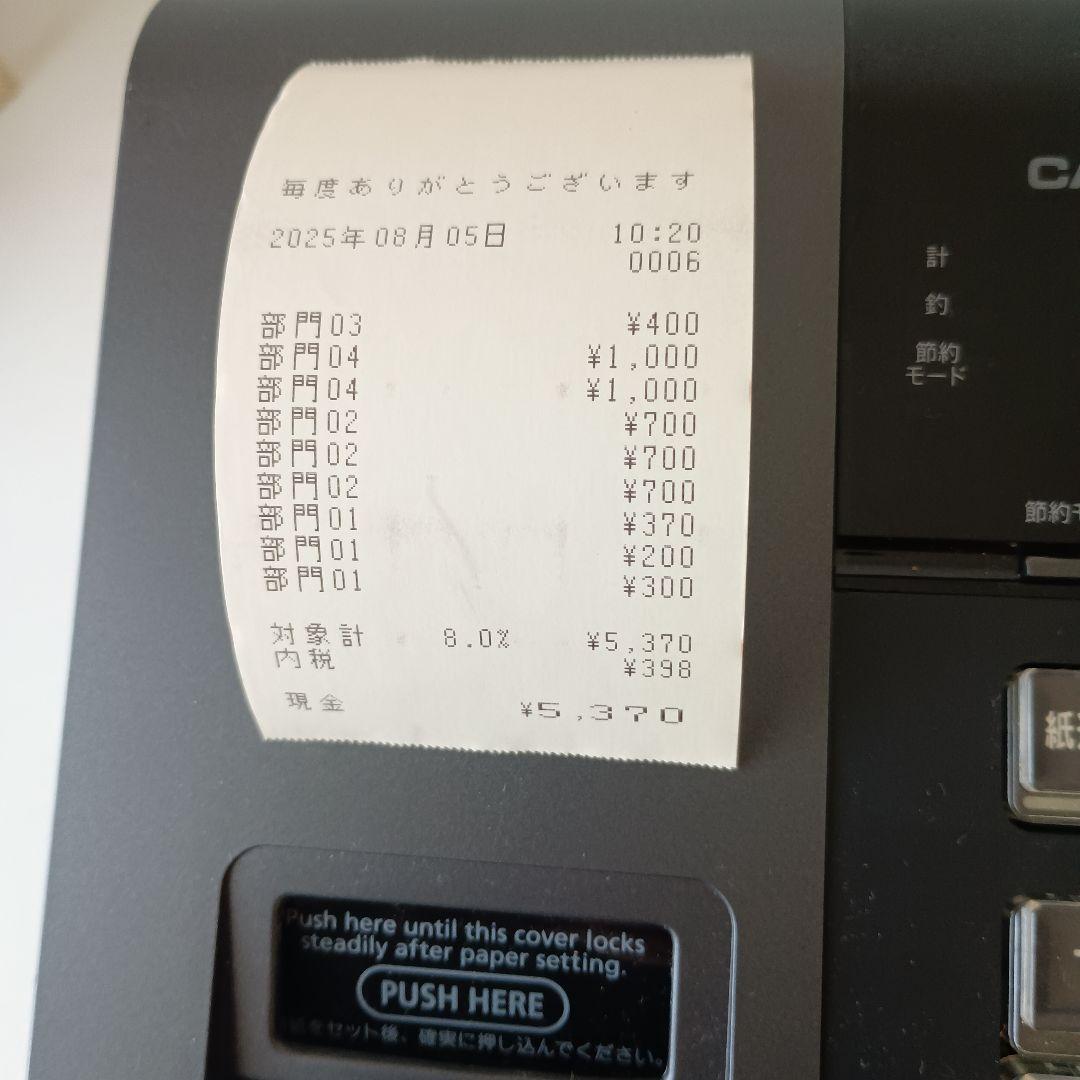 毎度ありがとうございます
2025年08月05日 10:20
0006
部門03 ¥400
部門04 ¥1,000
部門04 ¥1,000
部門02 ¥700
部門02 ¥700
部門02 ¥700
部門01 ¥370
部門01 ¥200
部門01 ¥300
対象計 8.0% ¥5,370
内税 ¥398
現金 ¥5,370
CA
計
釣
節約
モード
節約モ
紙
Push here until this cover locks
steadily after paper setting.
PUSH HERE
紙をセット後、確実に押し込んでください。